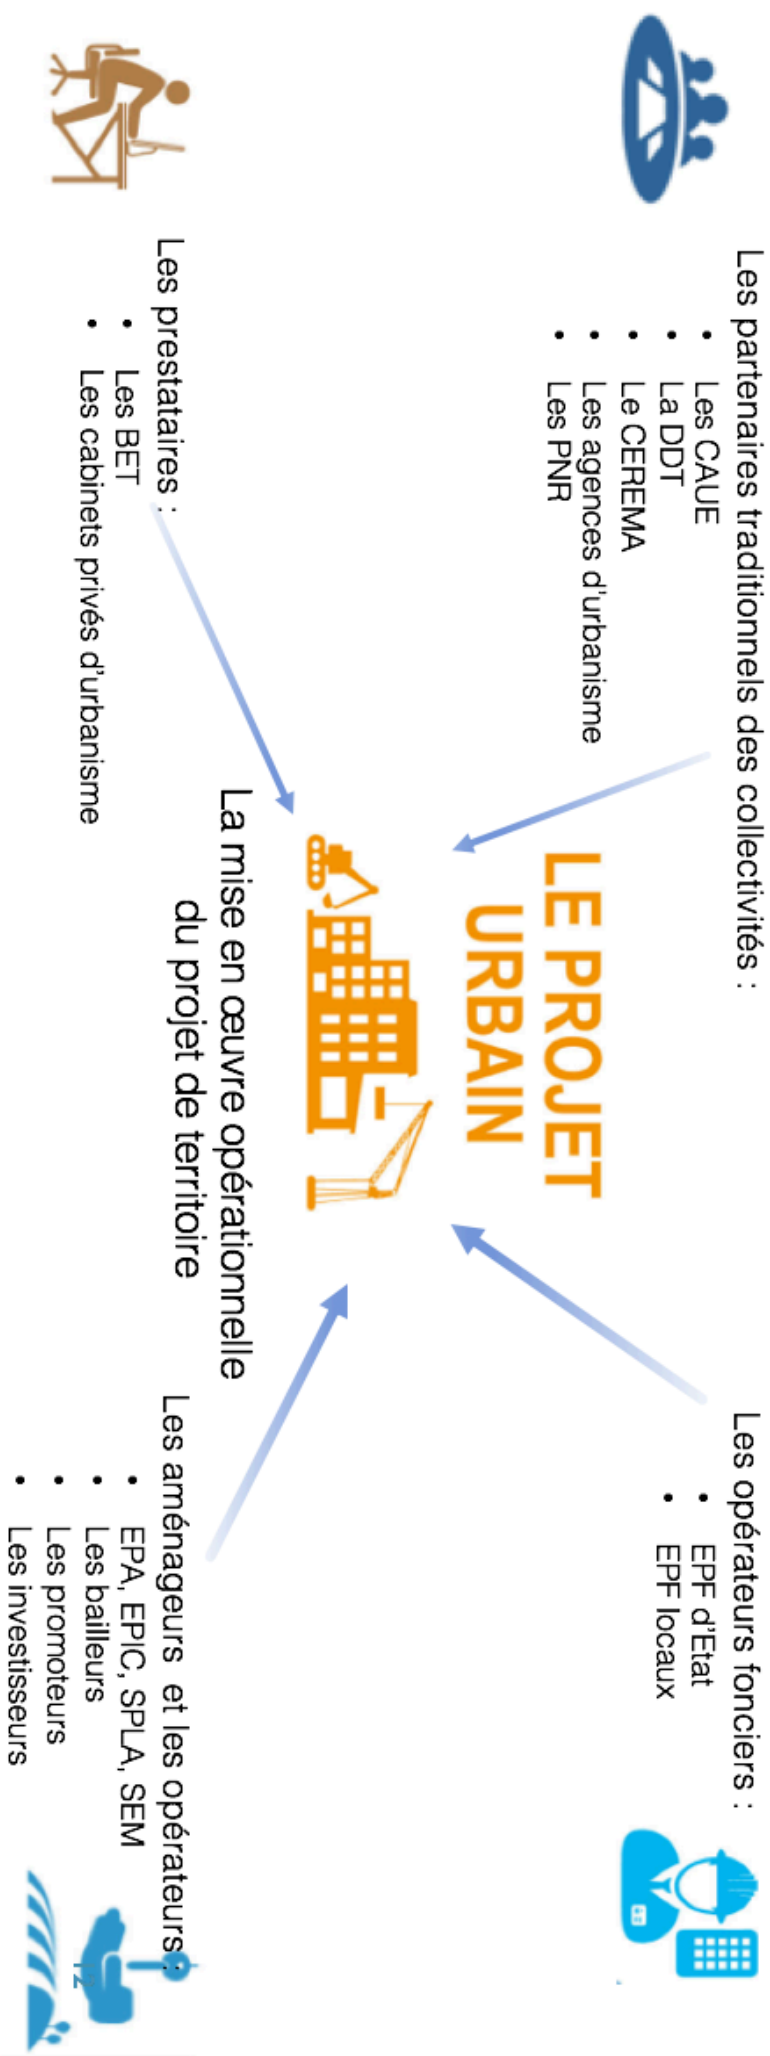 Les partenaires traditionnels des collectivités :
• Les CAUE
• La DDT
• Le CEREMA
• Les agences d'urbanisme
• Les PNR
Les opérateurs fonciers :
• EPF d'Etat
• EPF locaux
LE PROJET
URBAIN
La mise en œuvre opérationnelle
du projet de territoire
Les prestataires :
• Les BET
• Les cabinets privés d'urbanisme
Les aménageurs et les opérateurs :
• EPA, EPIC, SPLA, SEM
• Les bailleurs
• Les promoteurs
• Les investisseurs
12